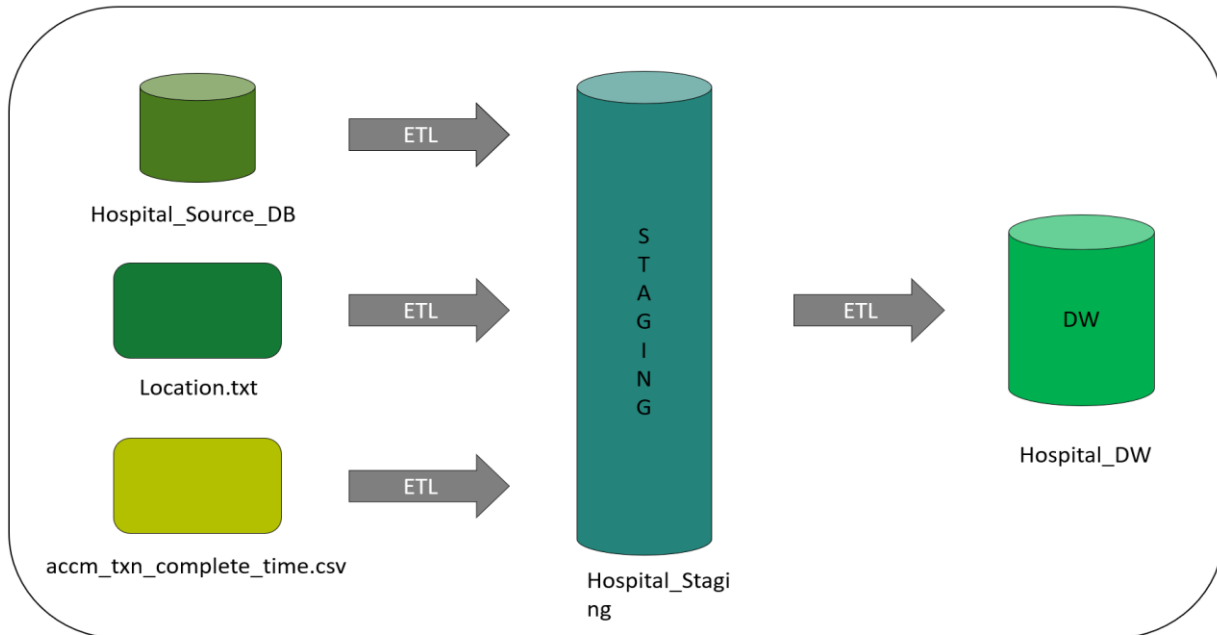 ETL
Hospital_Source_DB
Location.txt
ETL
accm_txn_complete_time.csv
ETL
S
T
A
G
I
N
G
Hospital_Stagi
ng
ETL
DW
Hospital_DW